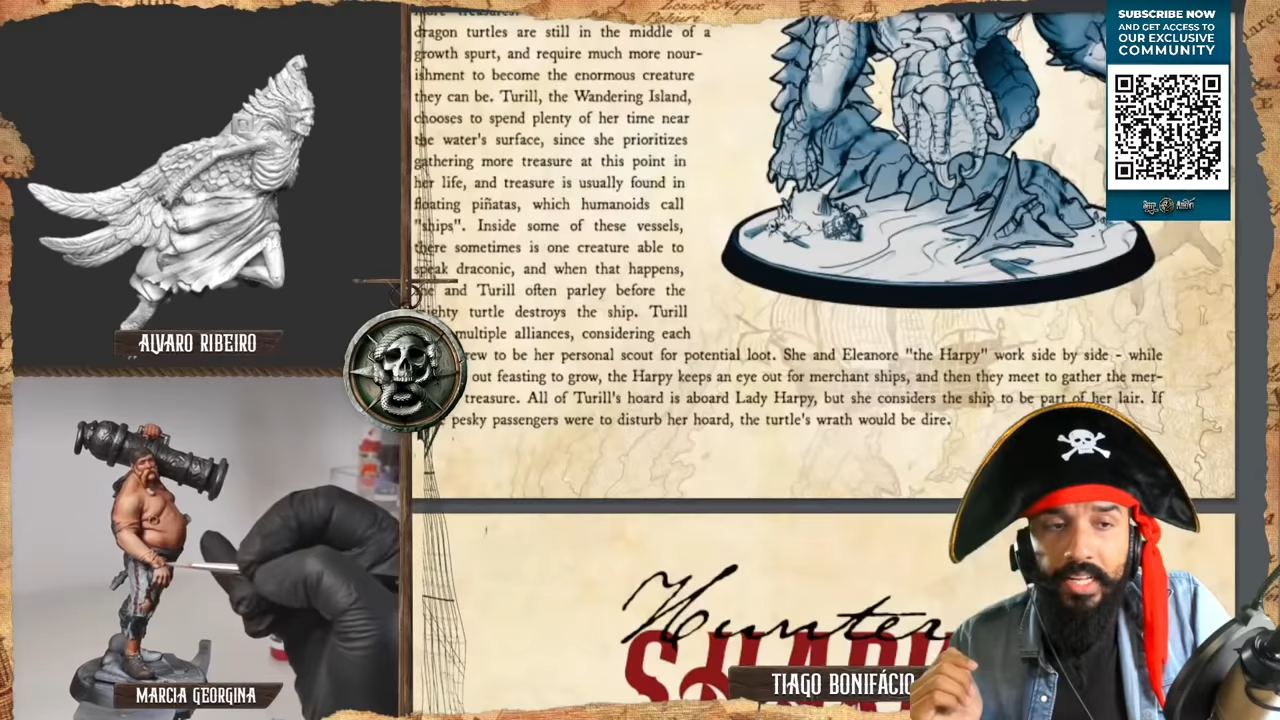 more treasures.
dragon turtles are still in the middle of a
growth spurt, and require much more nour-
ishment to become the enormous creature
they can be. Turill, the Wandering Island,
chooses to spend plenty of her time near
the water's surface, since she prioritizes
gathering more treasure at this point in
her life, and treasure is usually found in
floating piñatas, which humanoids call
"ships". Inside some of these vessels,
there sometimes is one creature able to
speak draconic, and when that happens,
and Turill often parley before the
mighty turtle destroys the ship. Turill
multiple alliances, considering each
crew to be her personal scout for potential loot. She and Eleanore "the Harpy" work side by side - while
out feasting to grow, the Harpy keeps an eye out for merchant ships, and then they meet to gather the mer-
treasure. All of Turill's hoard is aboard Lady Harpy, but she considers the ship to be part of her lair. If
pesky passengers were to disturb her hoard, the turtle's wrath would be dire.
Hunter
SHARK
SUBSCRIBE NOW
AND GET ACCESS TO
OUR EXCLUSIVE
COMMUNITY
ALVARO RIBEIRO
MARCIA GEORGINA
TIAGO BONIFÁCIO